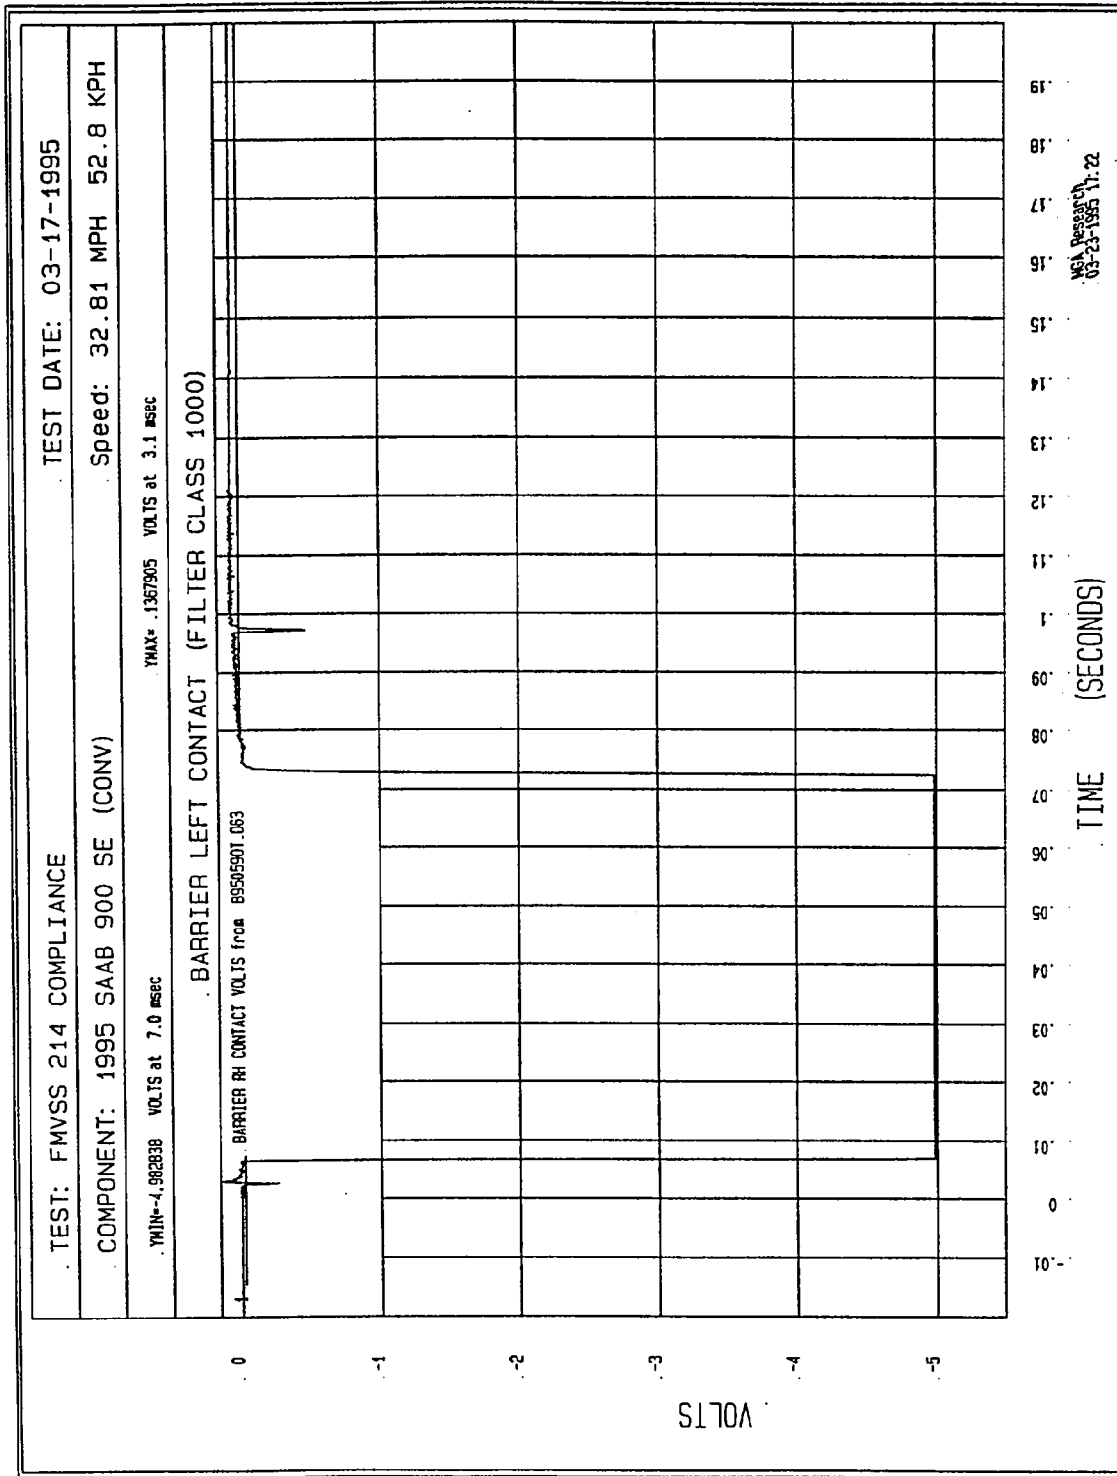 TEST: FMVSS 214 COMPLIANCE
TEST DATE: 03-17-1995
COMPONENT: 1995 SAAB 900 SE (CONV)
Speed: 32.81 MPH 52.8 KPH
YMIN=-4.982838 VOLTS at 7.0 msec
YMAX= .1367905 VOLTS at 3.1 msec
BARRIER LEFT CONTACT (FILTER CLASS 1000)
BARRIER RH CONTACT VOLTS from B9505901.063
0
-1
-2
-3
-4
-5
VOLTS
-.01
0
.01
.02
.03
.04
.05
.06
.07
.08
.09
.1
.11
.12
.13
.14
.15
.16
.17
.18
.19
TIME (SECONDS)
MGA Research
03-23-1995 17:22